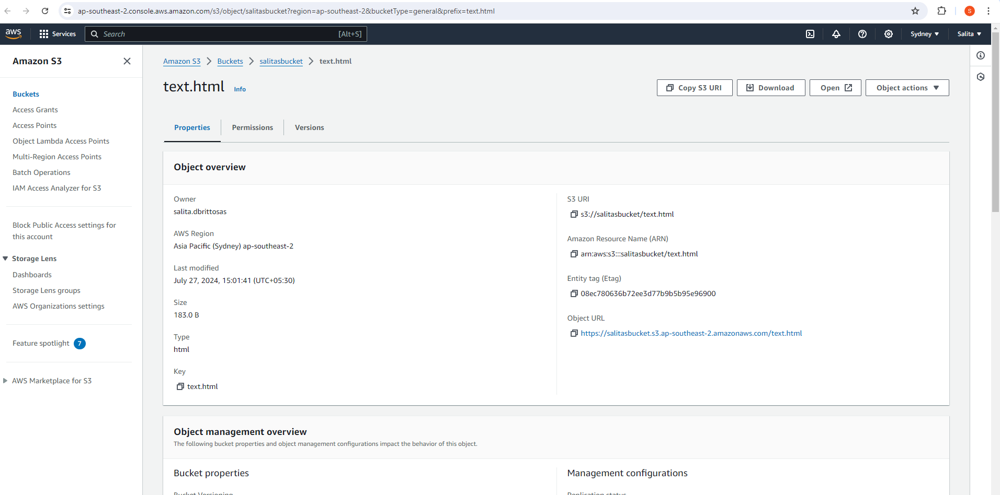 ap-southeast-2.console.aws.amazon.com/s3/object/salitasbucket?region=ap-southeast-2&bucketType=general&prefix=text.html
S
aws
Services
Search
[Alt+S]
Sydney
Salita
Amazon S3
Buckets
Access Grants
Access Points
Object Lambda Access Points
Multi-Region Access Points
Batch Operations
IAM Access Analyzer for S3
Block Public Access settings for
this account
Storage Lens
Dashboards
Storage Lens groups
AWS Organizations settings
Feature spotlight 7
AWS Marketplace for S3
Amazon S3 > Buckets > salitasbucket > text.html
text.html Info
Copy S3 URI
Download
Open
Object actions
Properties
Permissions
Versions
Object overview
Owner
salita.dbrittosas
AWS Region
Asia Pacific (Sydney) ap-southeast-2
Last modified
July 27, 2024, 15:01:41 (UTC+05:30)
Size
183.0 B
Type
html
Key
text.html
S3 URI
s3://salitasbucket/text.html
Amazon Resource Name (ARN)
arn:aws:s3:::salitasbucket/text.html
Entity tag (Etag)
08ec780636b72ee3d77b9b5b95e96900
Object URL
https://salitasbucket.s3.ap-southeast-2.amazonaws.com/text.html
Object management overview
The following bucket properties and object management configurations impact the behavior of this object.
Bucket properties
Bucket Versioning
Management configurations
Replication status